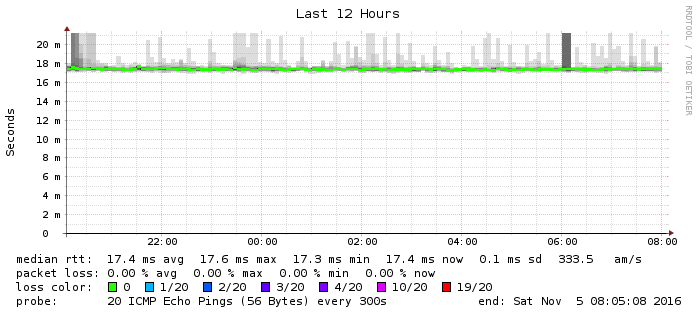 Last 12 Hours
RRDTOOL / TOBI OETIKER
Seconds
20 m
18 m
16 m
14 m
12 m
10 m
8 m
6 m
4 m
2 m
0
22:00 00:00 02:00 04:00 06:00 08:00
median rtt: 17.4 ms avg 17.6 ms max 17.3 ms min 17.4 ms now 0.1 ms sd 333.5 am/s
packet loss: 0.00 % avg 0.00 % max 0.00 % min 0.00 % now
loss color: 0 1/20 2/20 3/20 4/20 10/20 19/20
probe: 20 ICMP Echo Pings (56 Bytes) every 300s end: Sat Nov 5 08:05:08 2016